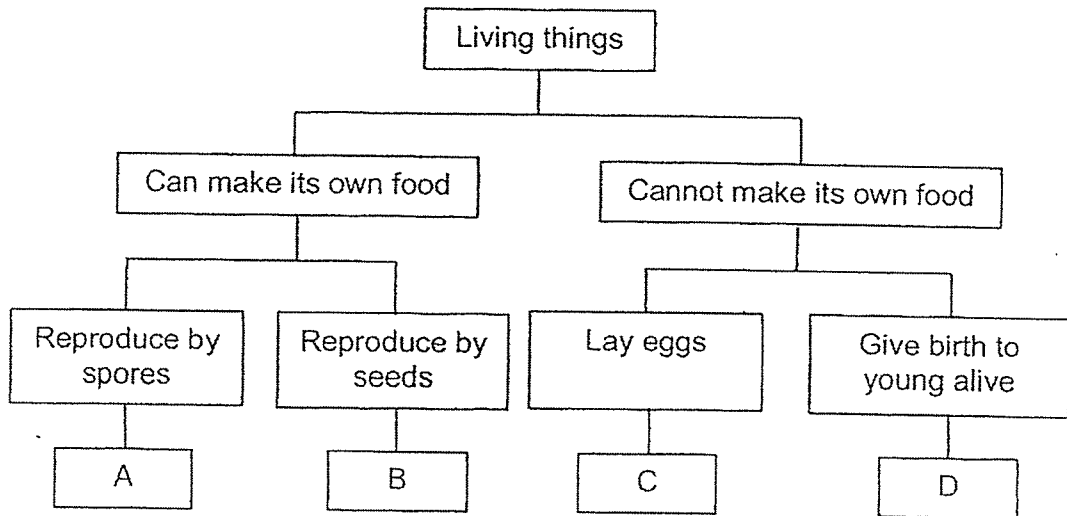 Living things
Can make its own food
Cannot make its own food
Reproduce by
spores
Reproduce by
seeds
Lay eggs
Give birth to
young alive
A
B
C
D